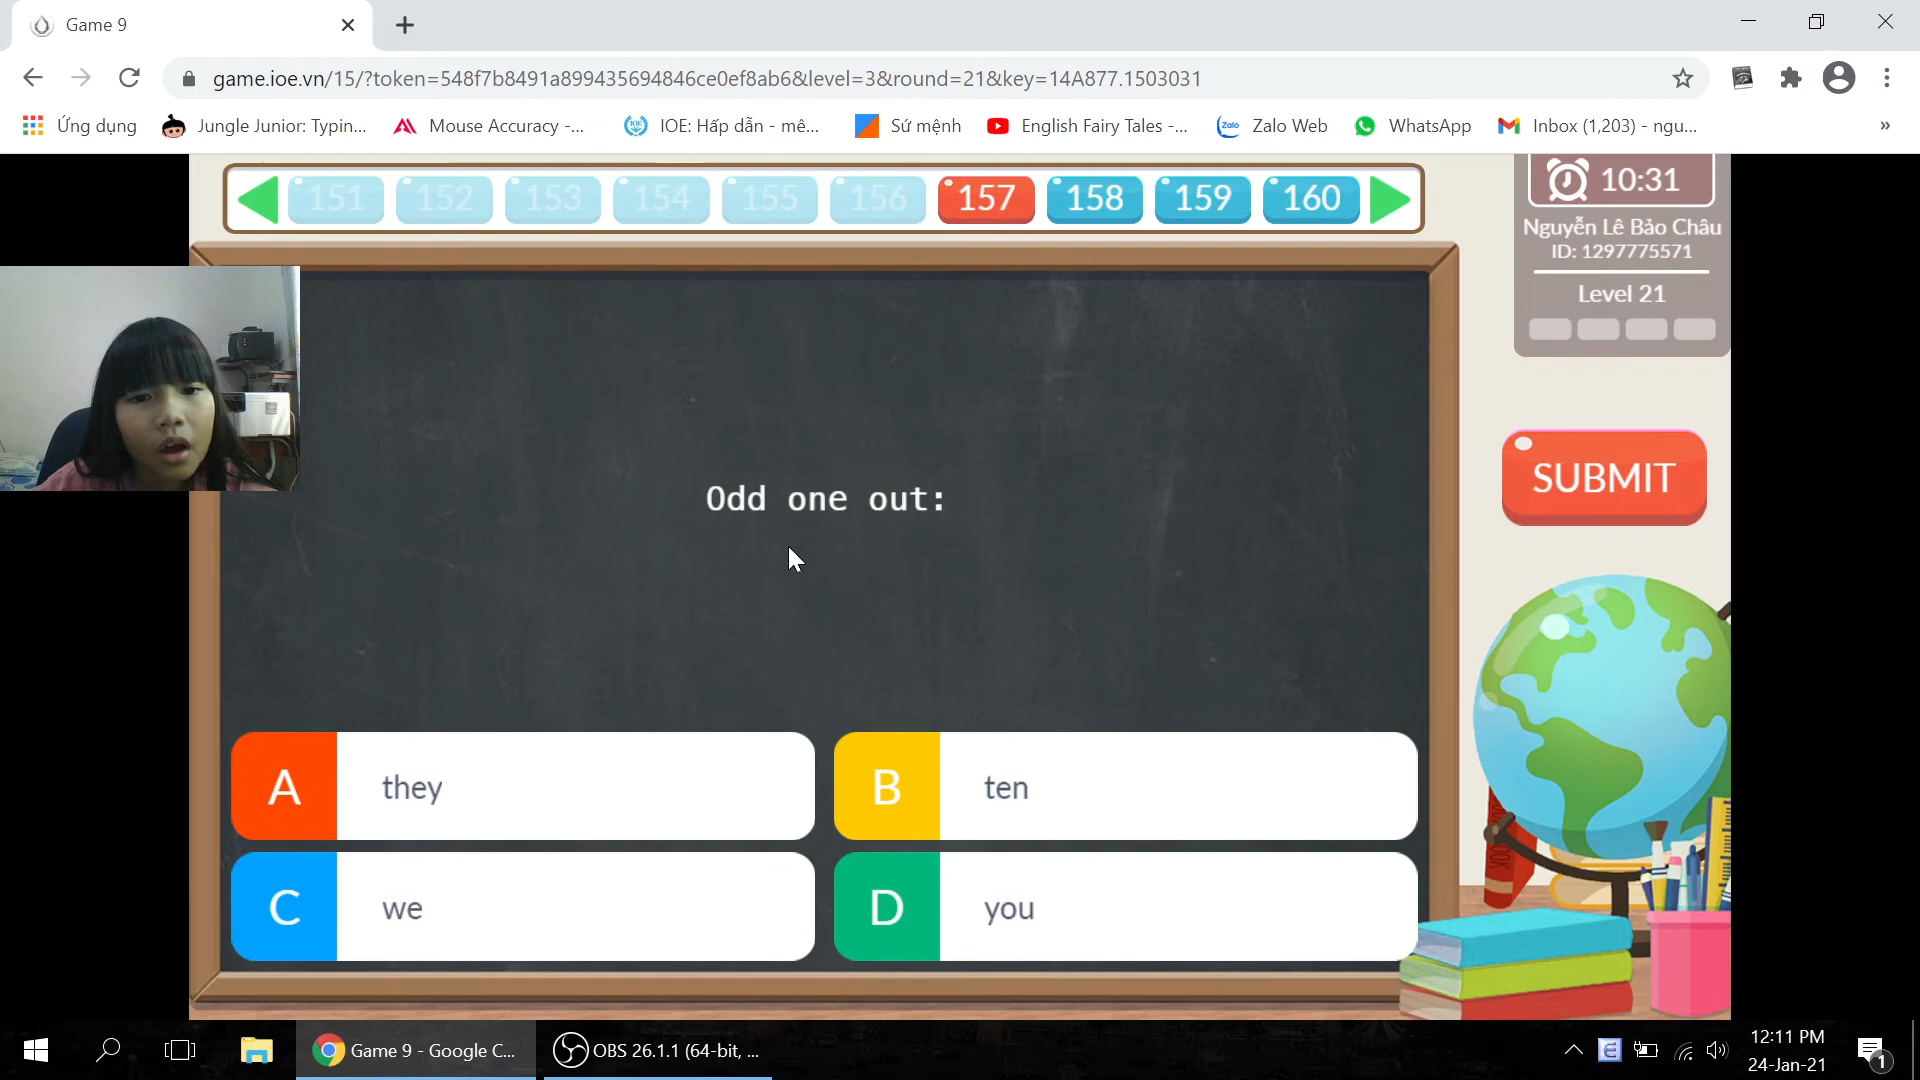 Game 9
game.ioe.vn/15/?token=548f7b8491a899435694846ce0ef8ab6&level=3&round=21&key=14A877.1503031
Ứng dụng
Jungle Junior: Typin...
Mouse Accuracy -...
IOE: Hấp dẫn - mê...
Sứ mệnh
English Fairy Tales -...
Zalo Web
WhatsApp
Inbox (1,203) - ngu...
»
151 152 153 154 155 156 157 158 159 160
10:31
Nguyễn Lê Bảo Châu
ID: 1297775571
Level 21
SUBMIT
Odd one out:
A they
B ten
C we
D you
Game 9 - Google C...
OBS 26.1.1 (64-bit, ...
12:11 PM
24-Jan-21
1